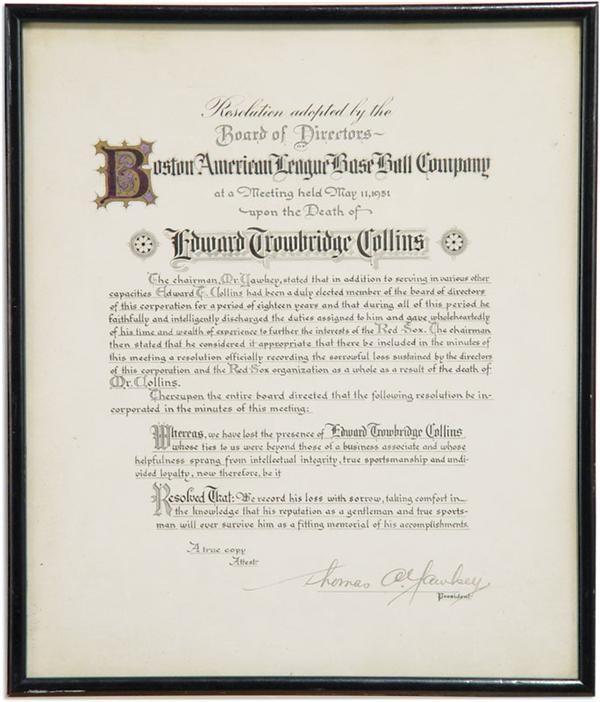 Resolution adopted by the
Board of Directors
OF
Boston American League Base Ball Company
at a Meeting held May 11, 1951
upon the Death of
Edward Trowbridge Collins
The chairman, Mr. Yawkey, stated that in addition to serving in various other
capacities Edward T. Collins had been a duly elected member of the board of directors
of this corporation for a period of eighteen years and that during all of this period he
faithfully and intelligently discharged the duties assigned to him and gave wholeheartedly
of his time and wealth of experience to further the interests of the Red Sox. The chairman
then stated that he considered it appropriate that there be included in the minutes of
this meeting a resolution officially recording the sorrowful loss sustained by the directors
of this corporation and the Red Sox organization as a whole as a result of the death of
Mr. Collins.
Thereupon the entire board directed that the following resolution be in-
corporated in the minutes of this meeting:
Whereas, we have lost the presence of Edward Trowbridge Collins
whose ties to us were beyond those of a business associate and whose
helpfulness sprang from intellectual integrity, true sportsmanship and undi-
vided loyalty, now therefore, be it
Resolved That: We record his loss with sorrow, taking comfort in
the knowledge that his reputation as a gentleman and true sports-
man will ever survive him as a fitting memorial of his accomplishments.
A true copy
Attest:
Thomas A Yawkey
President